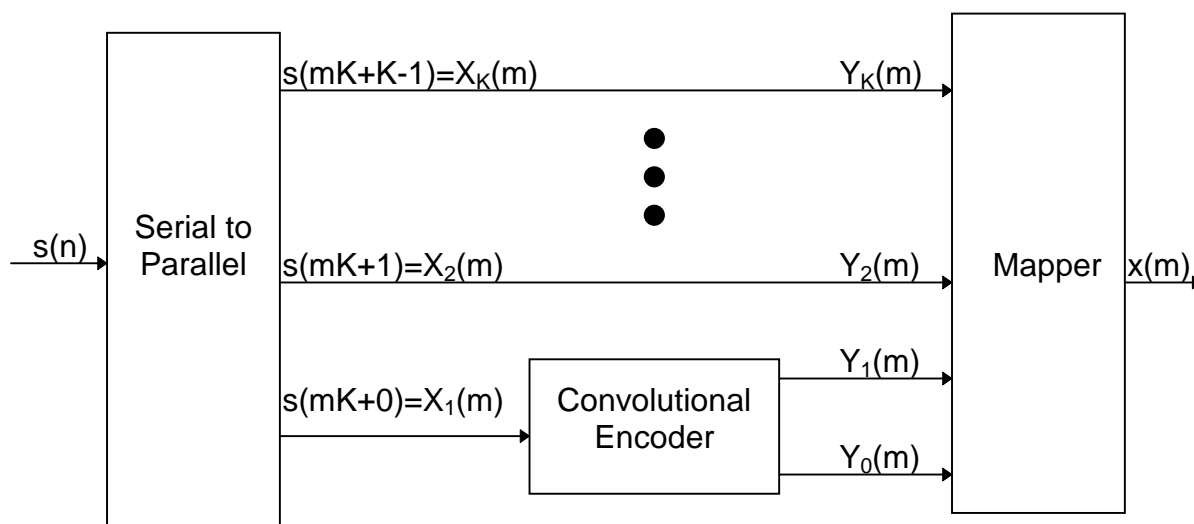 s(mK+K-1)=X_K(m)
Y_K(m)
s(n)
Serial to
Parallel
s(mK+1)=X_2(m)
Y_2(m)
Mapper
x(m)
s(mK+0)=X_1(m)
Convolutional
Encoder
Y_1(m)
Y_0(m)